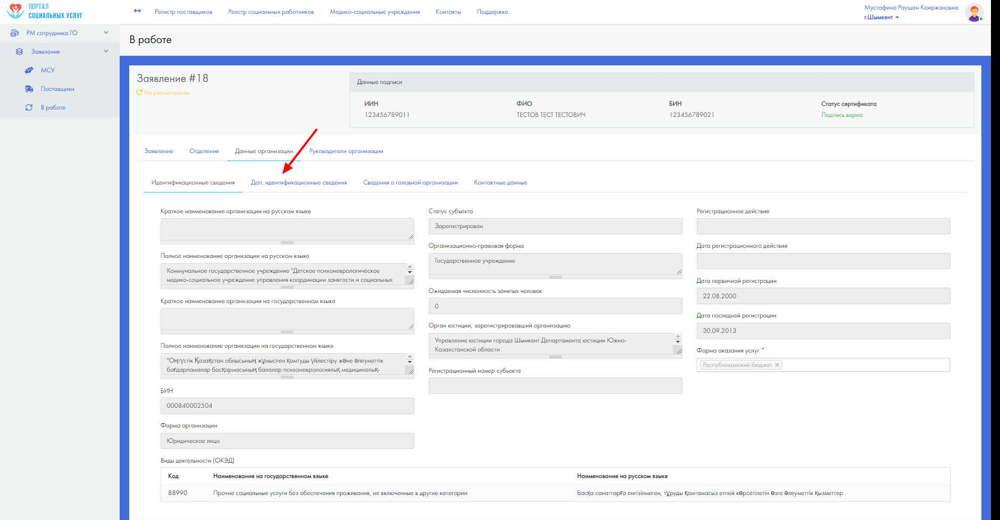 ПОРТАЛ
СОЦИАЛЬНЫХ УСЛУГ
Регистр поставщиков
Реестр социальных работников
Медико-социальные учреждения
Контакты
Поддержка
Мустафина Раушан Каиржановна
г.Шымкент
РМ сотрудника ГО
Заявления
МСУ
Поставщики
В работе
В работе
Заявление #18
На рассмотрении
Данные подписи
ИИН
123456789011
ФИО
ТЕСТОВ ТЕСТ ТЕСТОВИЧ
БИН
123456789021
Статус сертификата
Подпись верна
Заявление
Отделения
Данные организации
Руководители организации
Идентификационные сведения
Доп. идентификационные сведения
Сведения о головной организации
Контактные данные
Краткое наименование организации на русском языке
Полное наименование организации на русском языке
Коммунальное государственное учреждение "Детское психоневрологическое
медико-социальное учреждение управления координации занятости и социальных
Краткое наименование организации на государственном языке
Полное наименование организации на государственном языке
"Оңтүстік Қазақстан облысының жұмыспен қамтуды үйлестіру және әлеуметтік
бағдарламалар басқармасының балалар психоневрологиялық медициналық-
БИН
000840002504
Форма организации
Юридическое лицо
Статус субъекта
Зарегистрирован
Организационно-правовая форма
Государственное учреждение
Ожидаемая численность занятых человек
0
Орган юстиции, зарегистрировавший организацию
Управление юстиции города Шымкент Департамента юстиции Южно-
Казахстанской области
Регистрационный номер субъекта
Регистрационное действие
Дата регистрационного действия
Дата первичной регистрации
22.08.2000
Дата последней регистрации
30.09.2013
Форма оказания услуг *
Республиканский бюджет ×
Виды деятельности (ОКЭД)
Код Наименование на государственном языке Наименование на русском языке
88990 Прочие социальные услуги без обеспечения проживания, не включенные в другие категории Басқа санаттарға енгізілмеген, тұруды қамтамасыз етпей көрсетілетін өзге әлеуметтік қызметтер